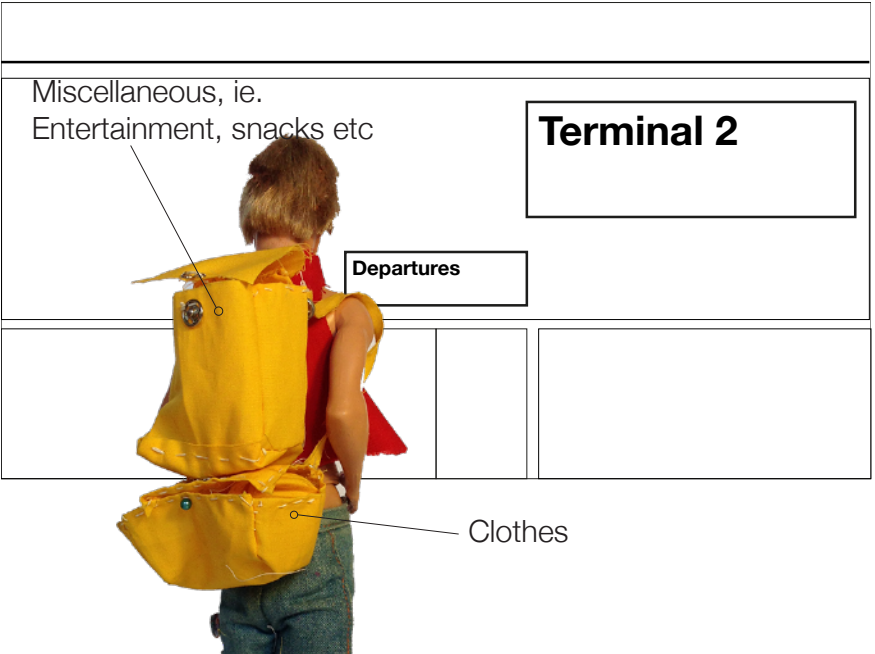 Miscellaneous, ie.
Entertainment, snacks etc
Terminal 2
Departures
Clothes